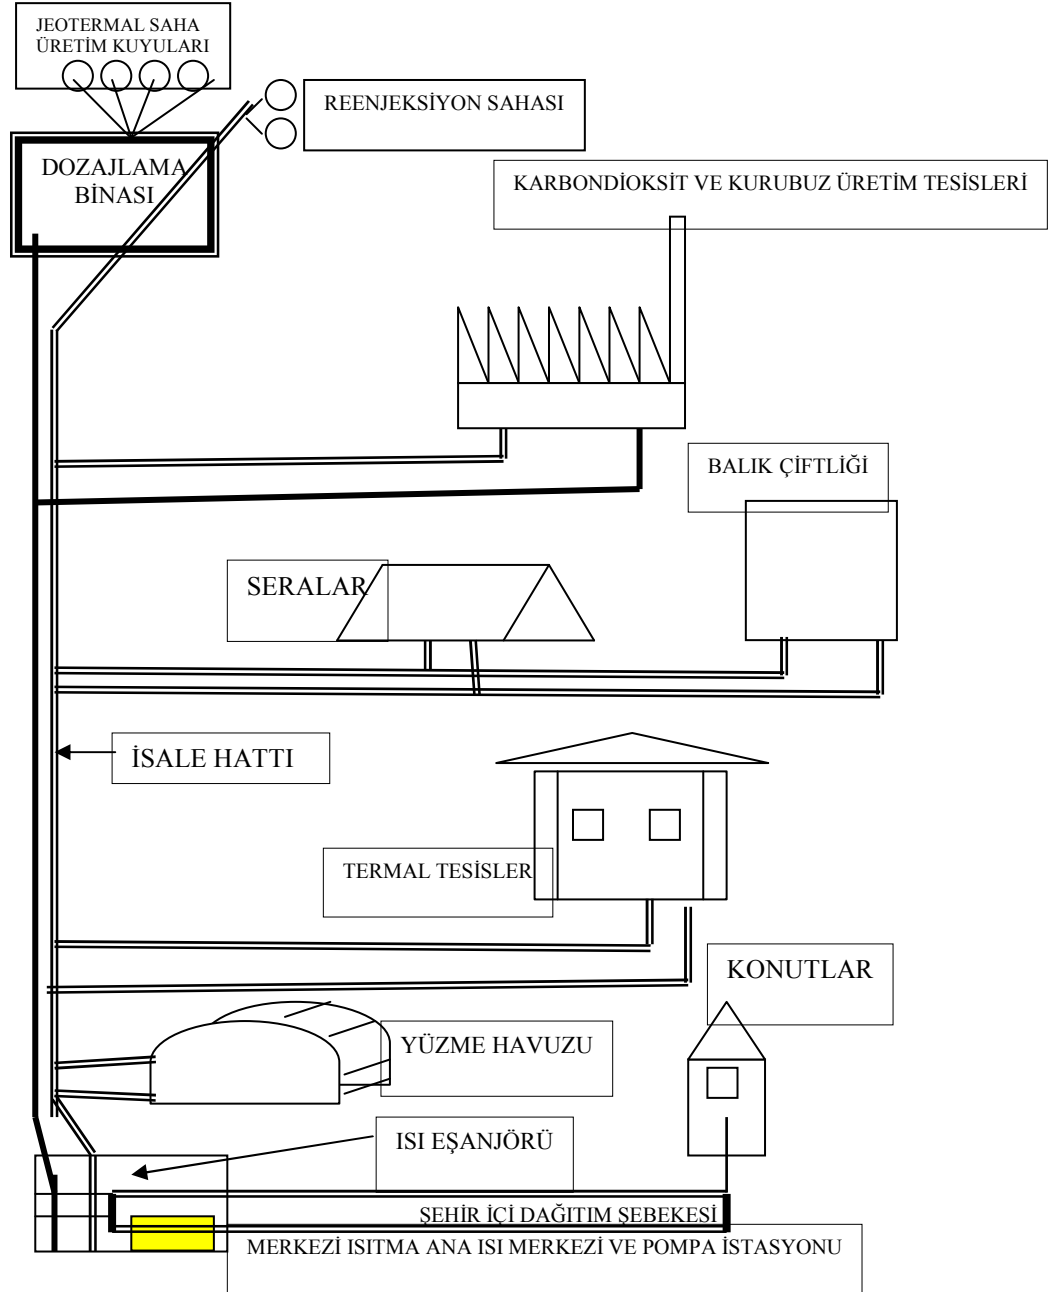 JEOTERMAL SAHA
ÜRETİM KUYULARI
REENJEKSİYON SAHASI
DOZAJLAMA
BİNASI
KARBONDİOKSİT VE KURUBUZ ÜRETİM TESİSLERİ
BALIK ÇİFTLİĞİ
SERALAR
İSALE HATTI
TERMAL TESİSLER
KONUTLAR
YÜZME HAVUZU
ISI EŞANJÖRÜ
ŞEHİR İÇİ DAĞITIM ŞEBEKESİ
MERKEZİ ISITMA ANA ISI MERKEZİ VE POMPA İSTASYONU